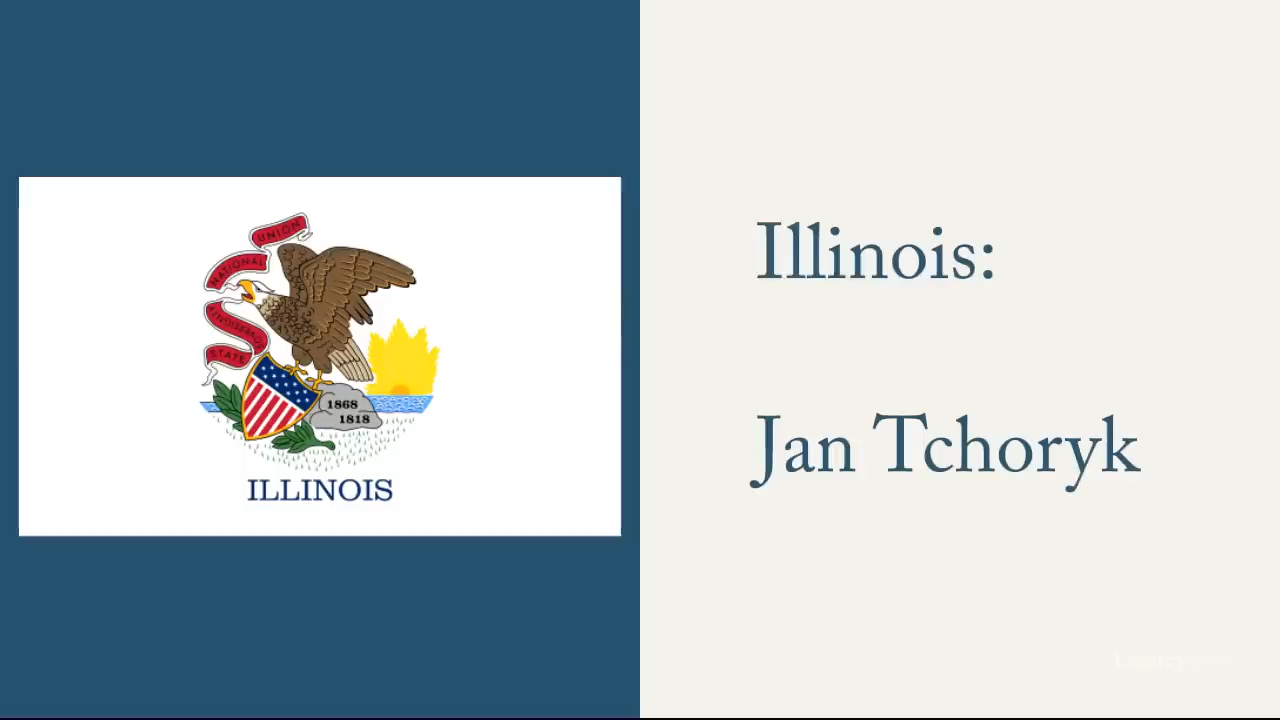 UNION
NATIONAL
STATE
1868
1818
ILLINOIS
Illinois:
Jan Tchoryk